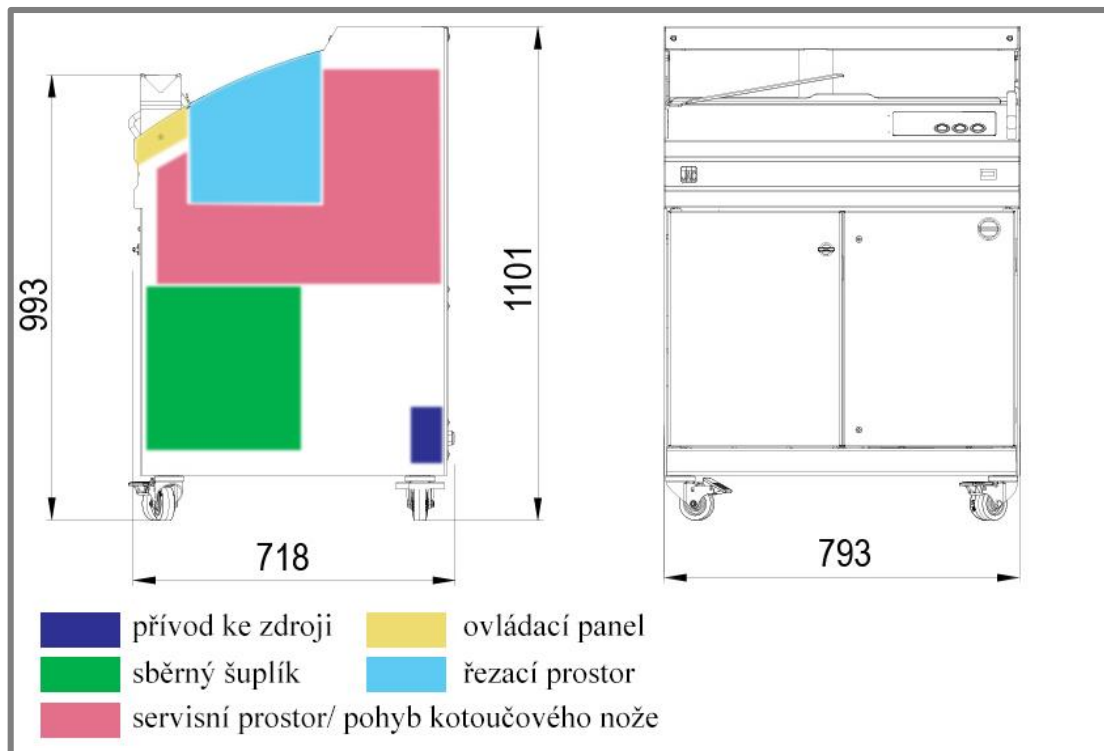 993
1101
718
793
přívod ke zdroji
ovládací panel
sběrný šuplík
řezací prostor
servisní prostor/ pohyb kotoučového nože